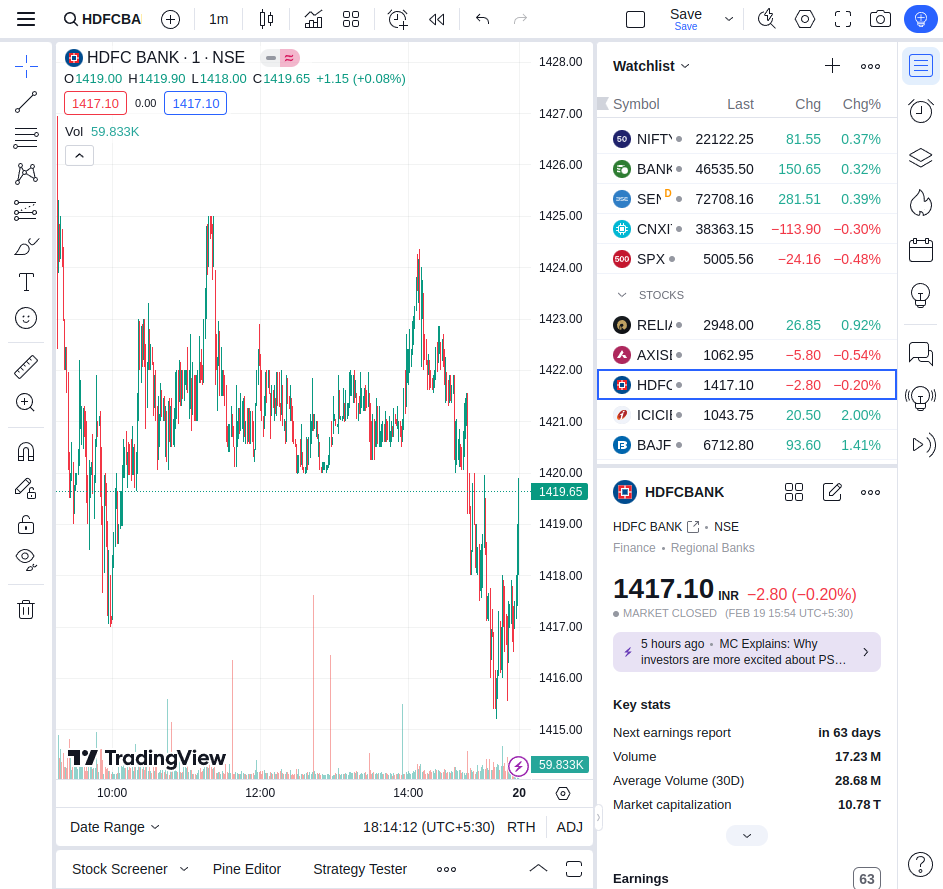 HDFCBA
1m
Save
Save
HDFC BANK · 1 · NSE
O1419.00 H1419.90 L1418.00 C1419.65 +1.15 (+0.08%)
1417.10 0.00 1417.10
Vol 59.833K
1428.00
1427.00
1426.00
1425.00
1424.00
1423.00
1422.00
1421.00
1420.00
1419.65
1419.00
1418.00
1417.00
1416.00
1415.00
59.833K
TradingView
10:00 12:00 14:00 20
Date Range 18:14:12 (UTC+5:30) RTH ADJ
Stock Screener Pine Editor Strategy Tester
Watchlist
Symbol Last Chg Chg%
50 NIFTY 22122.25 81.55 0.37%
BANK 46535.50 150.65 0.32%
SEN D 72708.16 281.51 0.39%
CNXI 38363.15 −113.90 −0.30%
500 SPX 5005.56 −24.16 −0.48%
STOCKS
RELIA 2948.00 26.85 0.92%
AXISE 1062.95 −5.80 −0.54%
HDFC 1417.10 −2.80 −0.20%
ICICIE 1043.75 20.50 2.00%
BAJF 6712.80 93.60 1.41%
HDFCBANK
HDFC BANK • NSE
Finance • Regional Banks
1417.10 INR −2.80 (−0.20%)
MARKET CLOSED (FEB 19 15:54 UTC+5:30)
5 hours ago • MC Explains: Why
investors are more excited about PS…
Key stats
Next earnings report in 63 days
Volume 17.23 M
Average Volume (30D) 28.68 M
Market capitalization 10.78 T
Earnings 63